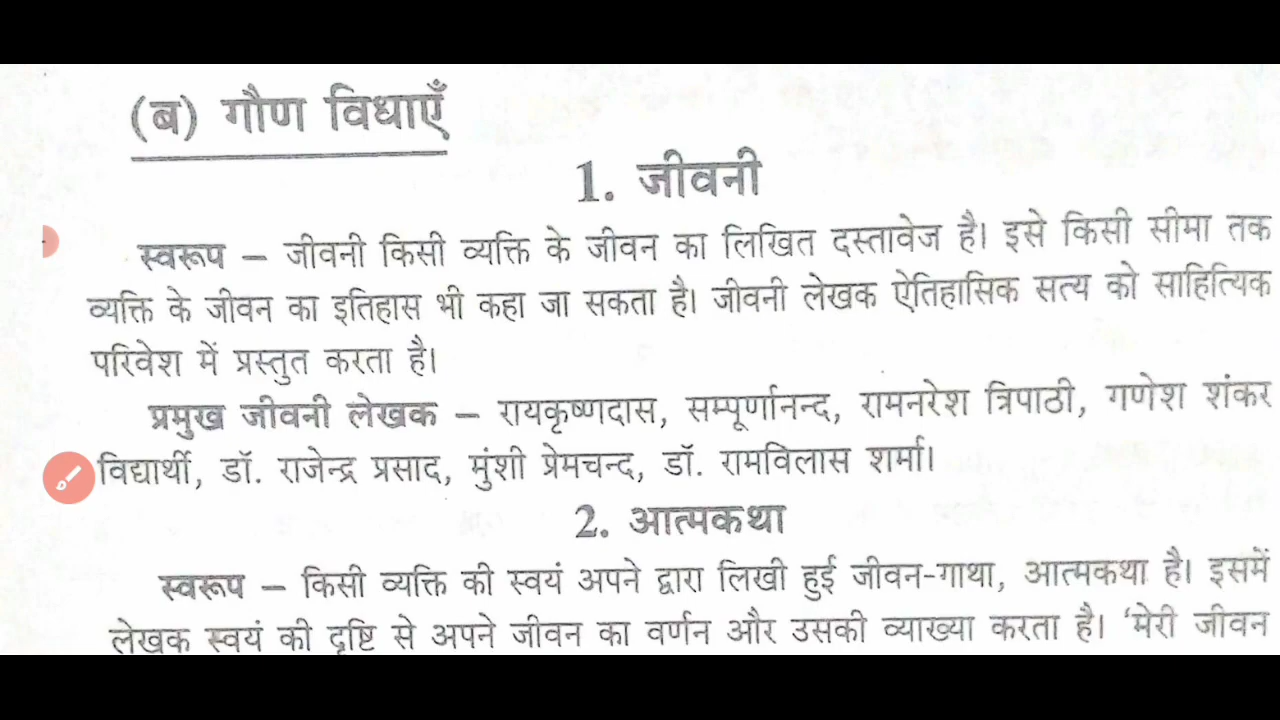 (ब) गौण विधाएँ
1. जीवनी
स्वरूप – जीवनी किसी व्यक्ति के जीवन का लिखित दस्तावेज है। इसे किसी सीमा तक
व्यक्ति के जीवन का इतिहास भी कहा जा सकता है। जीवनी लेखक ऐतिहासिक सत्य को साहित्यिक
परिवेश में प्रस्तुत करता है।
प्रमुख जीवनी लेखक – रायकृष्णदास, सम्पूर्णानन्द, रामनरेश त्रिपाठी, गणेश शंकर
विद्यार्थी, डॉ. राजेन्द्र प्रसाद, मुंशी प्रेमचन्द, डॉ. रामविलास शर्मा।
2. आत्मकथा
स्वरूप – किसी व्यक्ति की स्वयं अपने द्वारा लिखी हुई जीवन-गाथा, आत्मकथा है। इसमें
लेखक स्वयं की दृष्टि से अपने जीवन का वर्णन और उसकी व्याख्या करता है। 'मेरी जीवन